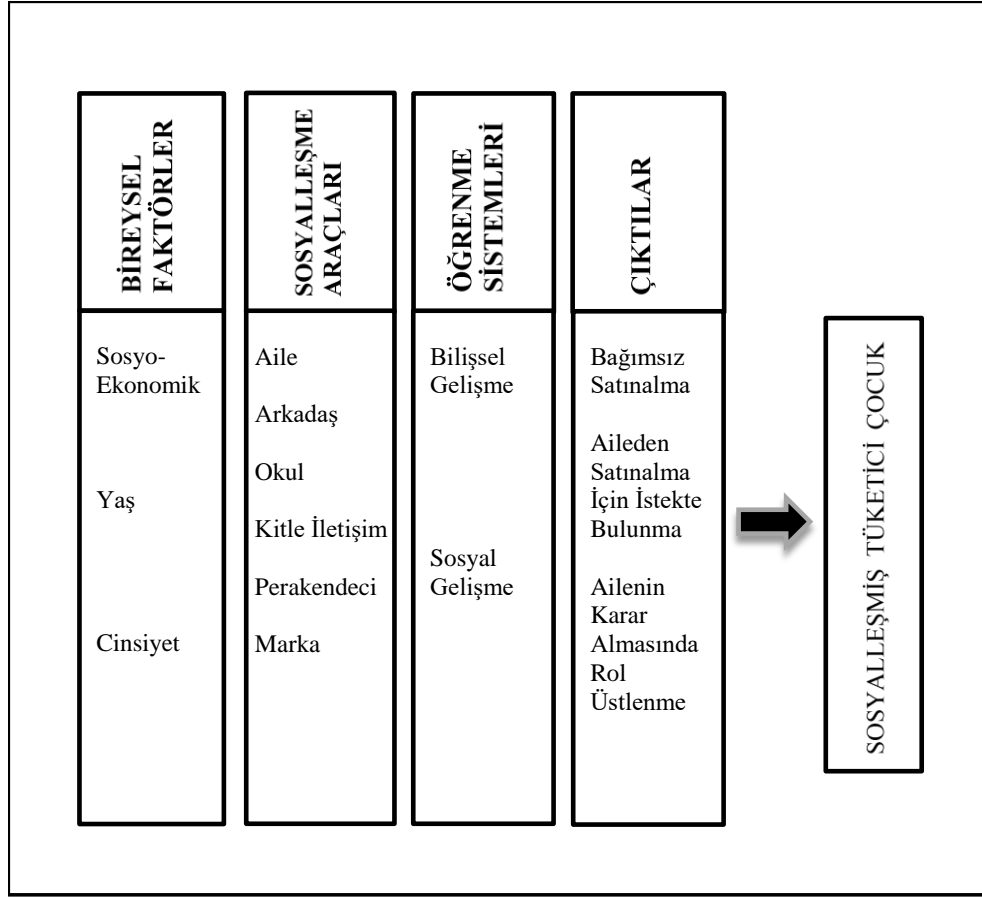 BİREYSEL
FAKTÖRLER
Sosyo-
Ekonomik
Yaş
Cinsiyet
SOSYALLEŞME
ARAÇLARI
Aile
Arkadaş
Okul
Kitle İletişim
Perakendeci
Marka
ÖĞRENME
SİSTEMLERİ
Bilişsel
Gelişme
Sosyal
Gelişme
ÇIKTILAR
Bağımsız
Satınalma
Aileden
Satınalma
İçin İstekte
Bulunma
Ailenin
Karar
Almasında
Rol
Üstlenme
SOSYALLEŞMİŞ TÜKETİCİ ÇOCUK